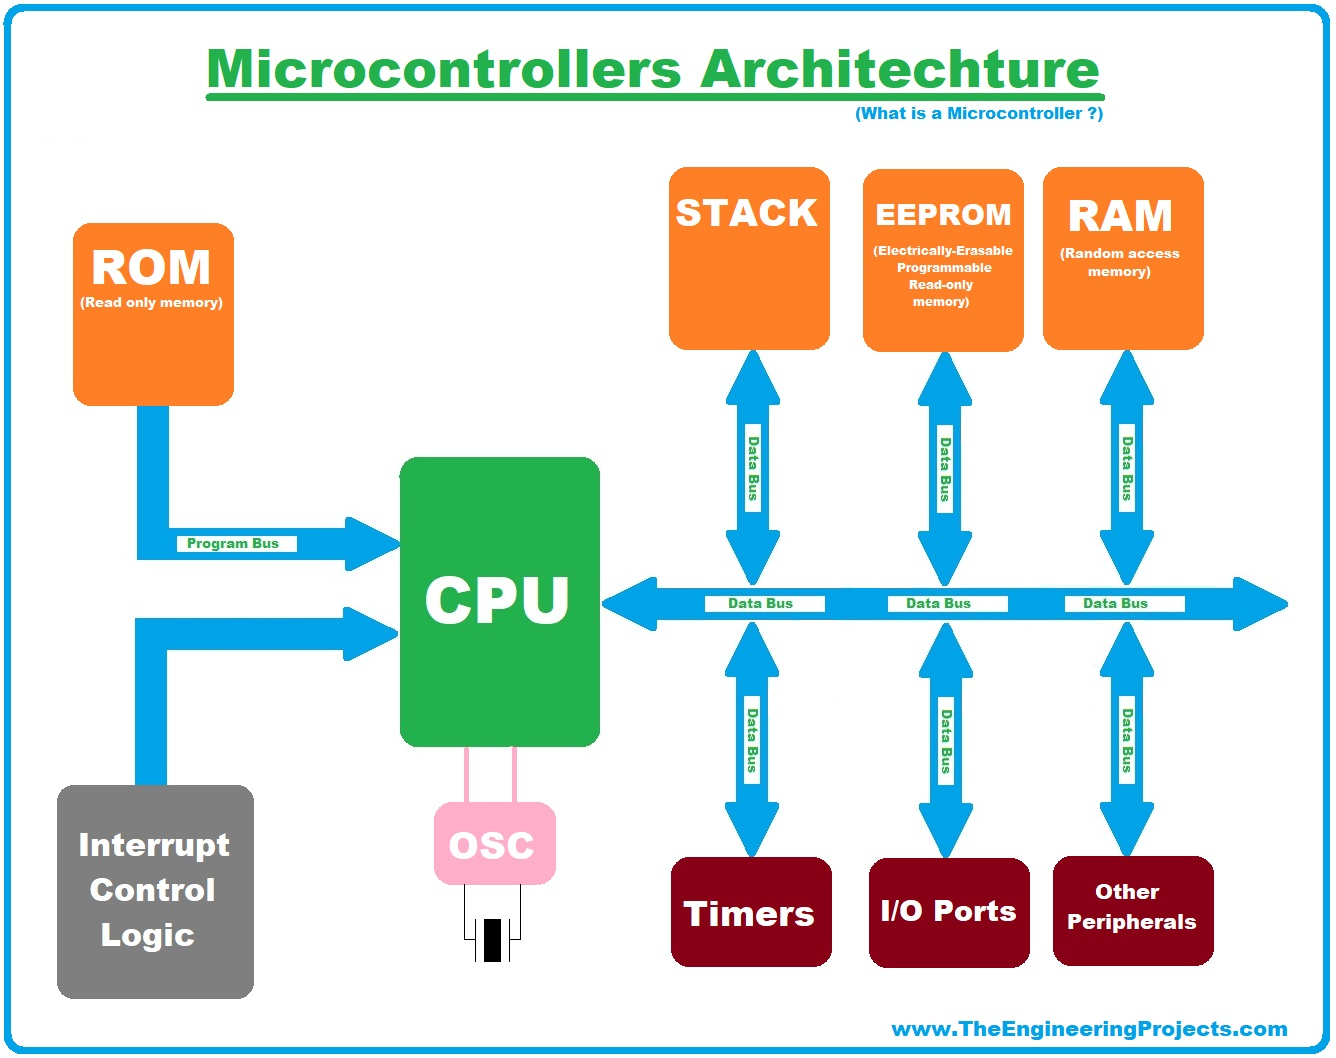 Microcontrollers Architechture
(What is a Microcontroller ?)
ROM
(Read only memory)
STACK
EEPROM
(Electrically-Erasable
Programmable
Read-only
memory)
RAM
(Random access
memory)
Data Bus
Data Bus
Data Bus
Program Bus
CPU
Data Bus
Data Bus
Data Bus
Data Bus
Data Bus
Data Bus
Interrupt
Control
Logic
OSC
Timers
I/O Ports
Other
Peripherals
www.TheEngineeringProjects.com